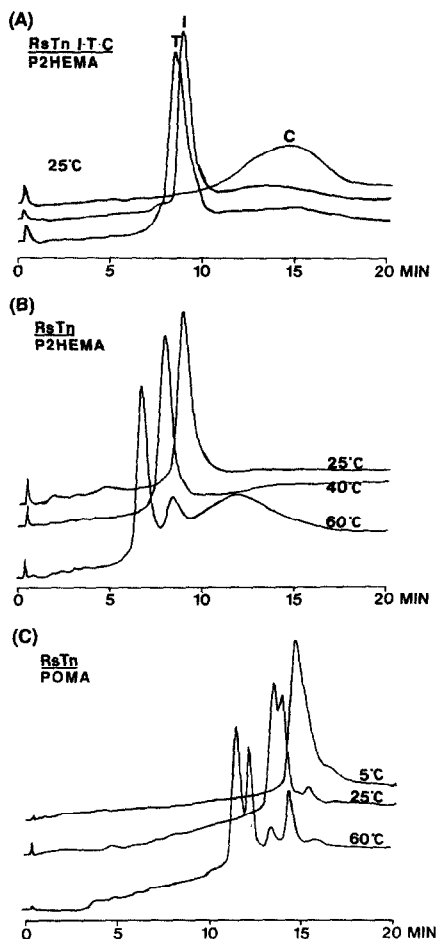 (A)
RsTn I·T·C
P2HEMA
25°C
T
I
C
0 5 10 15 20 MIN
(B)
RsTn
P2HEMA
25°C
40°C
60°C
0 5 10 15 20 MIN
(C)
RsTn
POMA
5°C
25°C
60°C
0 5 10 15 20 MIN